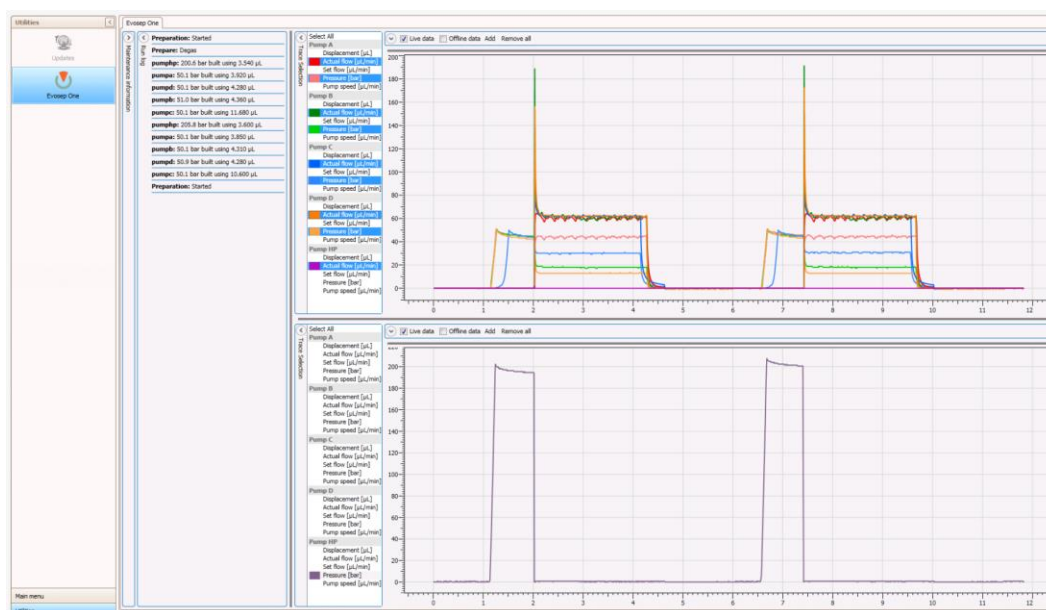 Utilities
Updates
Evosep One
Main menu
Evosep One
Maintenance information
Run log
Preparation: Started
Prepare: Degas
pumphp: 200.6 bar built using 3.540 µL
pumpa: 50.1 bar built using 3.920 µL
pumpd: 50.1 bar built using 4.280 µL
pumpb: 51.0 bar built using 4.360 µL
pumpc: 50.1 bar built using 11.680 µL
pumphp: 205.8 bar built using 3.600 µL
pumpa: 50.1 bar built using 3.850 µL
pumpb: 50.1 bar built using 4.310 µL
pumpd: 50.9 bar built using 4.280 µL
pumpc: 50.1 bar built using 10.600 µL
Preparation: Started
Trace Selection
Select All
Pump A
Displacement [µL]
Actual flow [µL/min]
Set flow [µL/min]
Pressure [bar]
Pump speed [µL/min]
Pump B
Displacement [µL]
Actual flow [µL/min]
Set flow [µL/min]
Pressure [bar]
Pump speed [µL/min]
Pump C
Displacement [µL]
Actual flow [µL/min]
Set flow [µL/min]
Pressure [bar]
Pump speed [µL/min]
Pump D
Displacement [µL]
Actual flow [µL/min]
Set flow [µL/min]
Pressure [bar]
Pump speed [µL/min]
Pump HP
Actual flow [µL/min]
Set flow [µL/min]
Pressure [bar]
Pump speed [µL/min]
Live data Offline data Add Remove all
200
180
160
140
120
100
80
60
40
20
0
0 1 2 3 4 5 6 7 8 9 10 11 12
Trace Selection
Select All
Pump A
Displacement [µL]
Actual flow [µL/min]
Set flow [µL/min]
Pressure [bar]
Pump speed [µL/min]
Pump B
Displacement [µL]
Actual flow [µL/min]
Set flow [µL/min]
Pressure [bar]
Pump speed [µL/min]
Pump C
Displacement [µL]
Actual flow [µL/min]
Set flow [µL/min]
Pressure [bar]
Pump speed [µL/min]
Pump D
Displacement [µL]
Actual flow [µL/min]
Set flow [µL/min]
Pressure [bar]
Pump speed [µL/min]
Pump HP
Actual flow [µL/min]
Set flow [µL/min]
Pressure [bar]
Pump speed [µL/min]
Live data Offline data Add Remove all
200
180
160
140
120
100
80
60
40
20
0
0 1 2 3 4 5 6 7 8 9 10 11 12